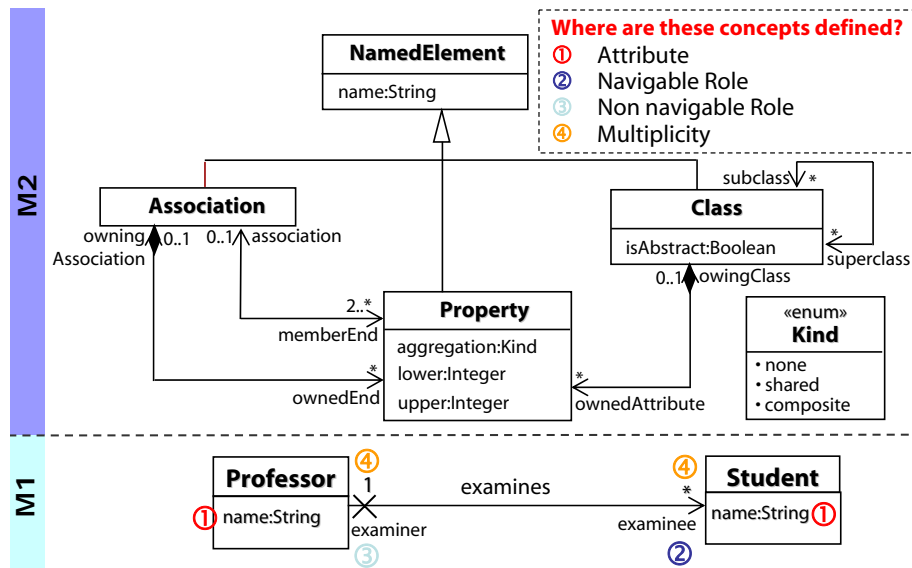 M2
Where are these concepts defined?
① Attribute
② Navigable Role
③ Non navigable Role
④ Multiplicity
NamedElement
name:String
Association
owning
Association
0..1
0..1
association
Class
isAbstract:Boolean
subclass
*
*
superclass
0..1
owingClass
2..*
memberEnd
*
ownedEnd
Property
aggregation:Kind
lower:Integer
upper:Integer
*
ownedAttribute
«enum»
Kind
• none
• shared
• composite
M1
Professor
① name:String
④
1
examiner
③
examines
④
*
examinee
②
Student
name:String ①